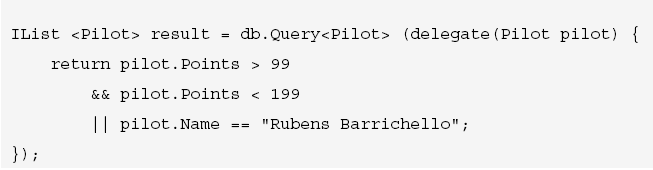 IList <Pilot> result = db.Query<Pilot> (delegate(Pilot pilot) {
    return pilot.Points > 99
        && pilot.Points < 199
        || pilot.Name == "Rubens Barrichello";
});